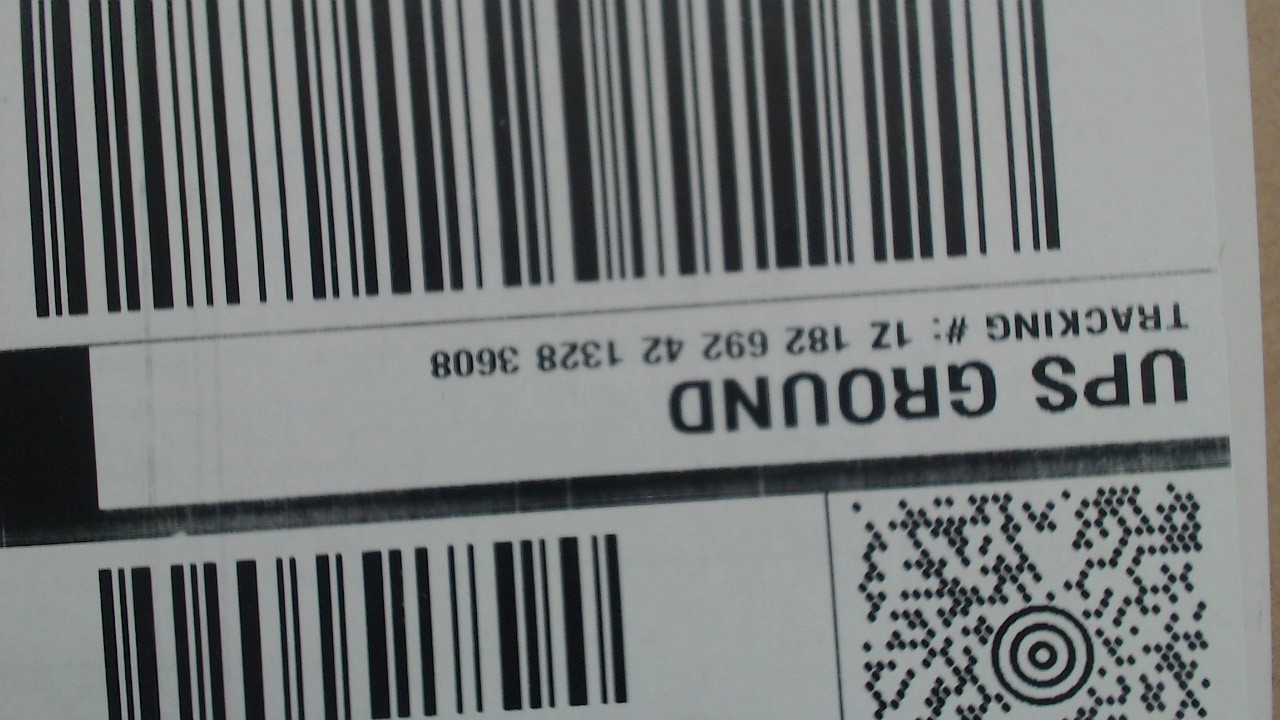 UPS GROUND
TRACKING #: 1Z 182 692 42 1328 3608